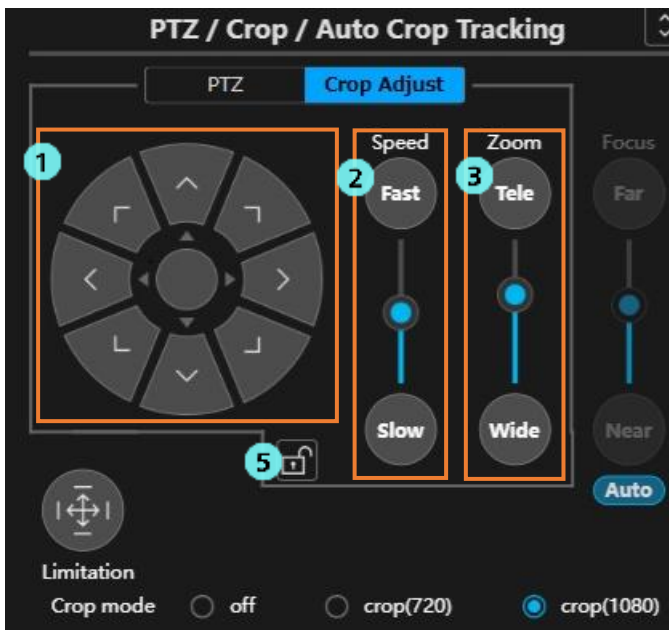 PTZ / Crop / Auto Crop Tracking
PTZ
Crop Adjust
1
Speed
2
Fast
Slow
Zoom
3
Tele
Wide
Focus
Far
Near
Auto
5
Limitation
Crop mode
off
crop(720)
crop(1080)